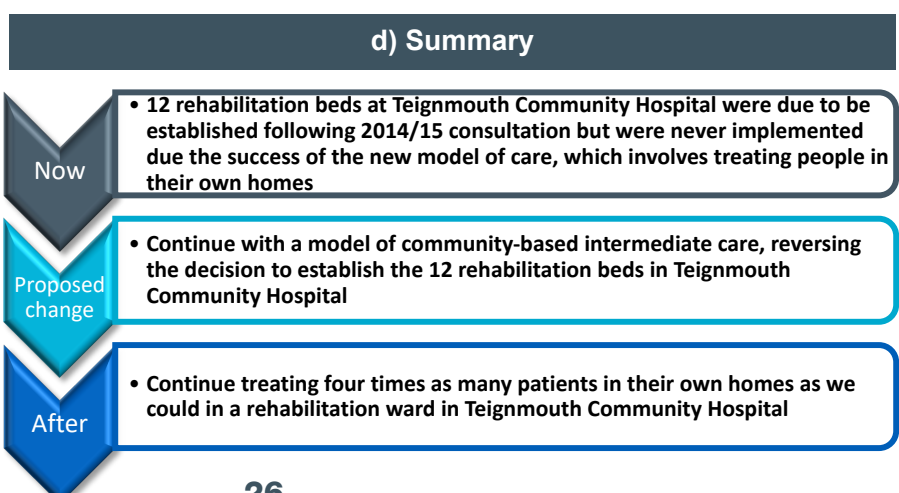 d) Summary
Now
• 12 rehabilitation beds at Teignmouth Community Hospital were due to be
established following 2014/15 consultation but were never implemented
due the success of the new model of care, which involves treating people in
their own homes
Proposed
change
• Continue with a model of community-based intermediate care, reversing
the decision to establish the 12 rehabilitation beds in Teignmouth
Community Hospital
After
• Continue treating four times as many patients in their own homes as we
could in a rehabilitation ward in Teignmouth Community Hospital
26